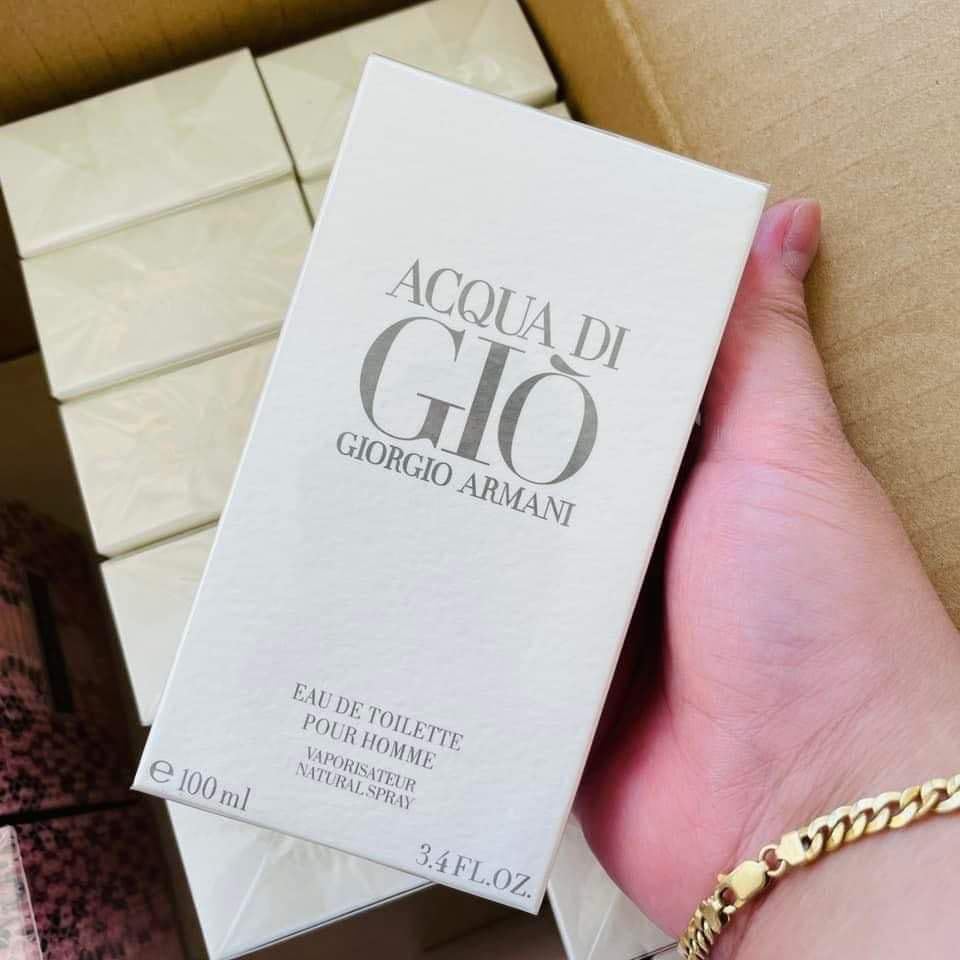 ACQUA DI
GIÒ
GIORGIO ARMANI
EAU DE TOILETTE
POUR HOMME
VAPORISATEUR
NATURAL SPRAY
℮ 100 ml
3.4 FL.OZ.